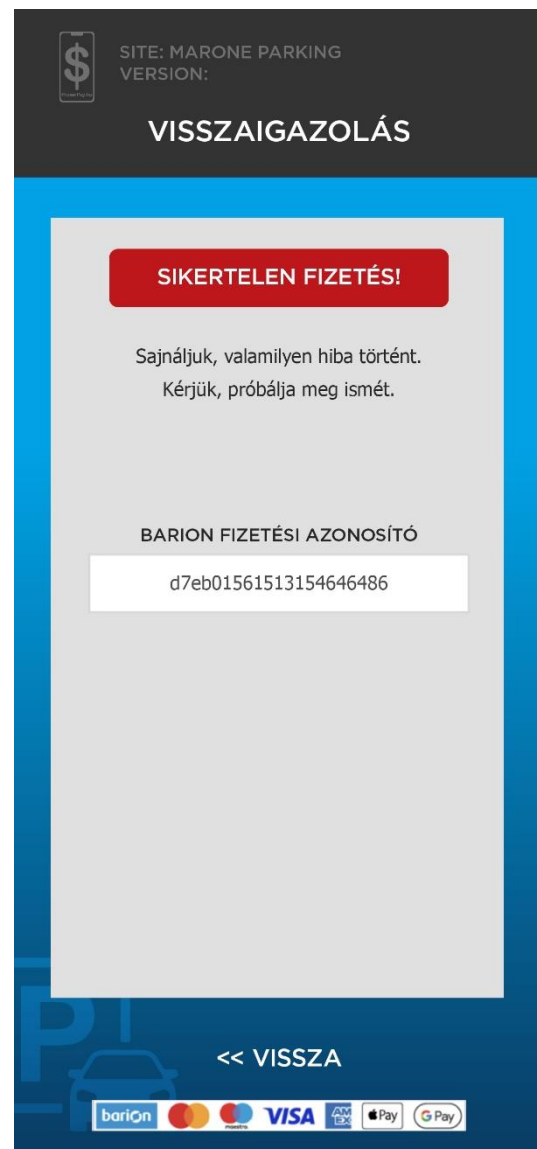 SITE: MARONE PARKING
VERSION:
VISSZAIGAZOLÁS
SIKERTELEN FIZETÉS!
Sajnáljuk, valamilyen hiba történt.
Kérjük, próbálja meg ismét.
BARION FIZETÉSI AZONOSÍTÓ
d7eb01561513154646486
P
<< VISSZA
barion maestro VISA AM EX Pay G Pay